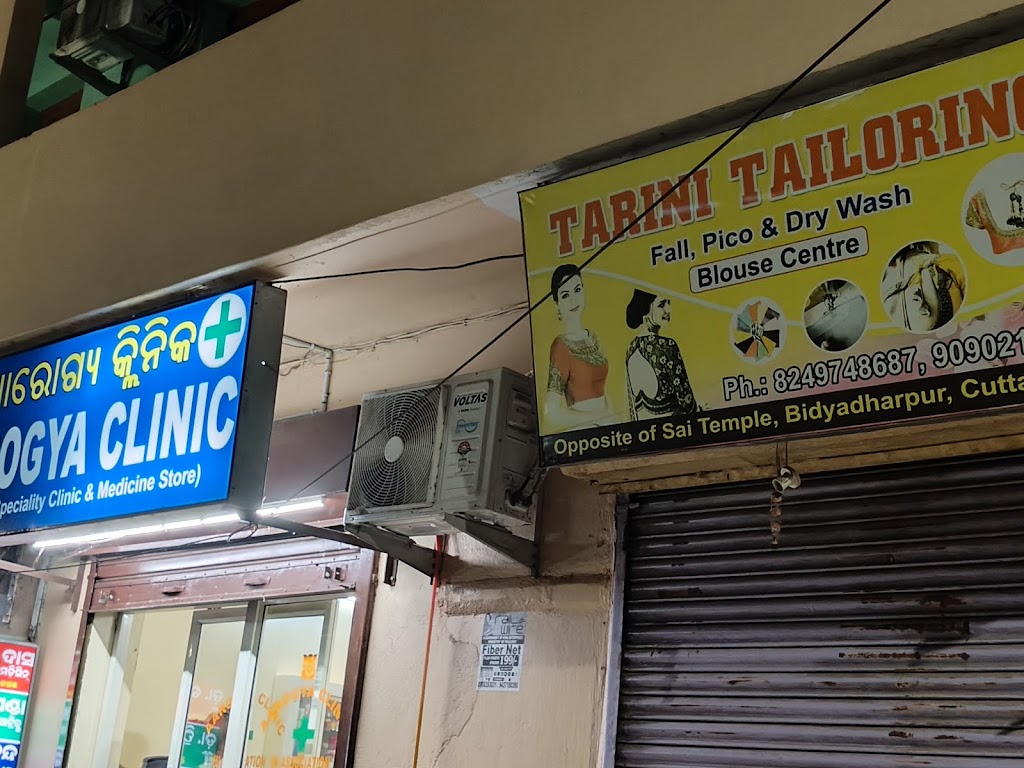 ାରୋଗ୍ୟ କ୍ଲିନିକ
OGYA CLINIC
peciality Clinic & Medicine Store)
TARINI TAILORING
Fall, Pico & Dry Wash
Blouse Centre
Ph.: 8249748687, 909021
Opposite of Sai Temple, Bidyadharpur, Cutta
VOLTAS
Fiber Net
199/-
ଦାସ